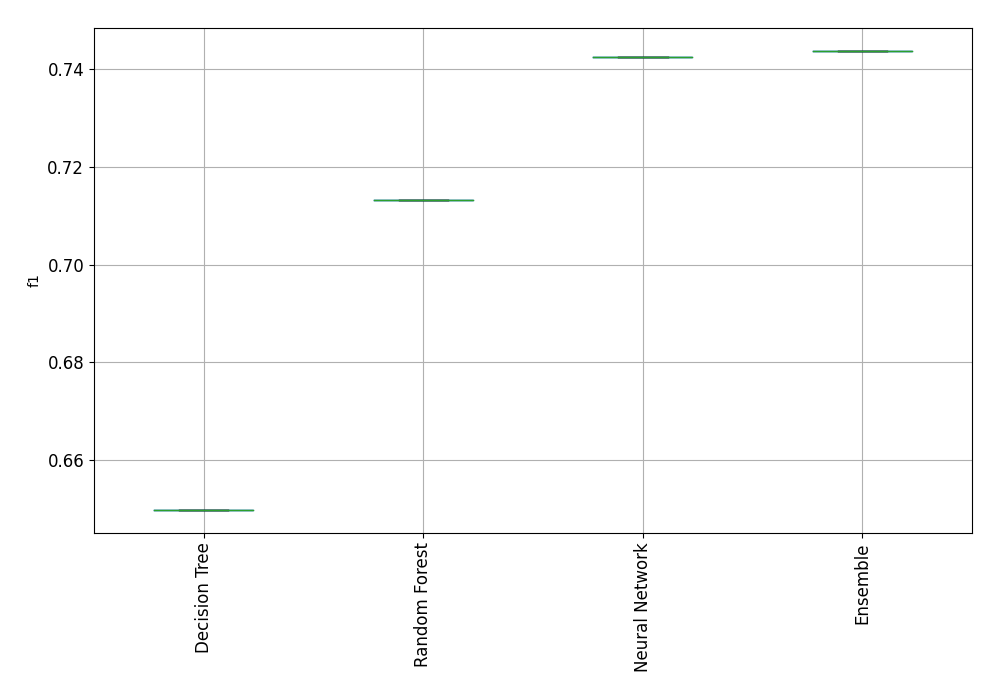 0.74
0.72
0.70
0.68
0.66
f1
Decision Tree
Random Forest
Neural Network
Ensemble